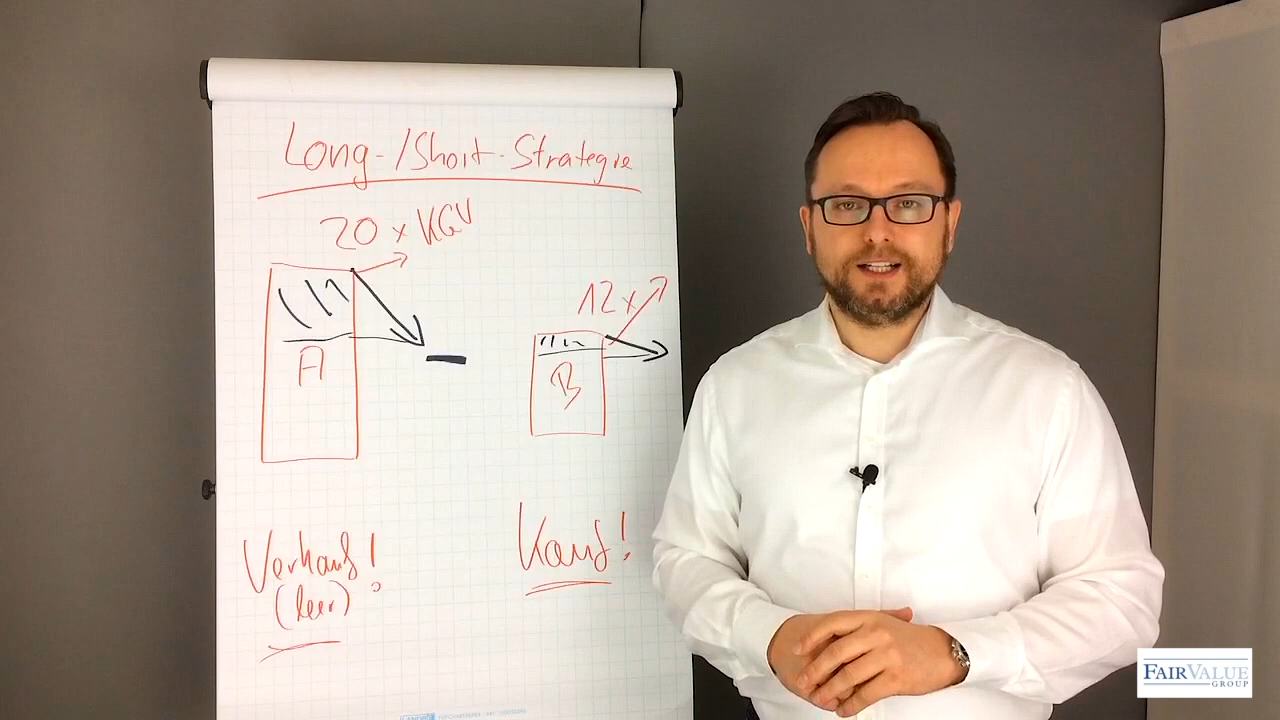 Long-/Short-Strategie
20 x KGV
12 x
A
B
Verkauf!
(leer)
Kauf!
FAIRVALUE
GROUP